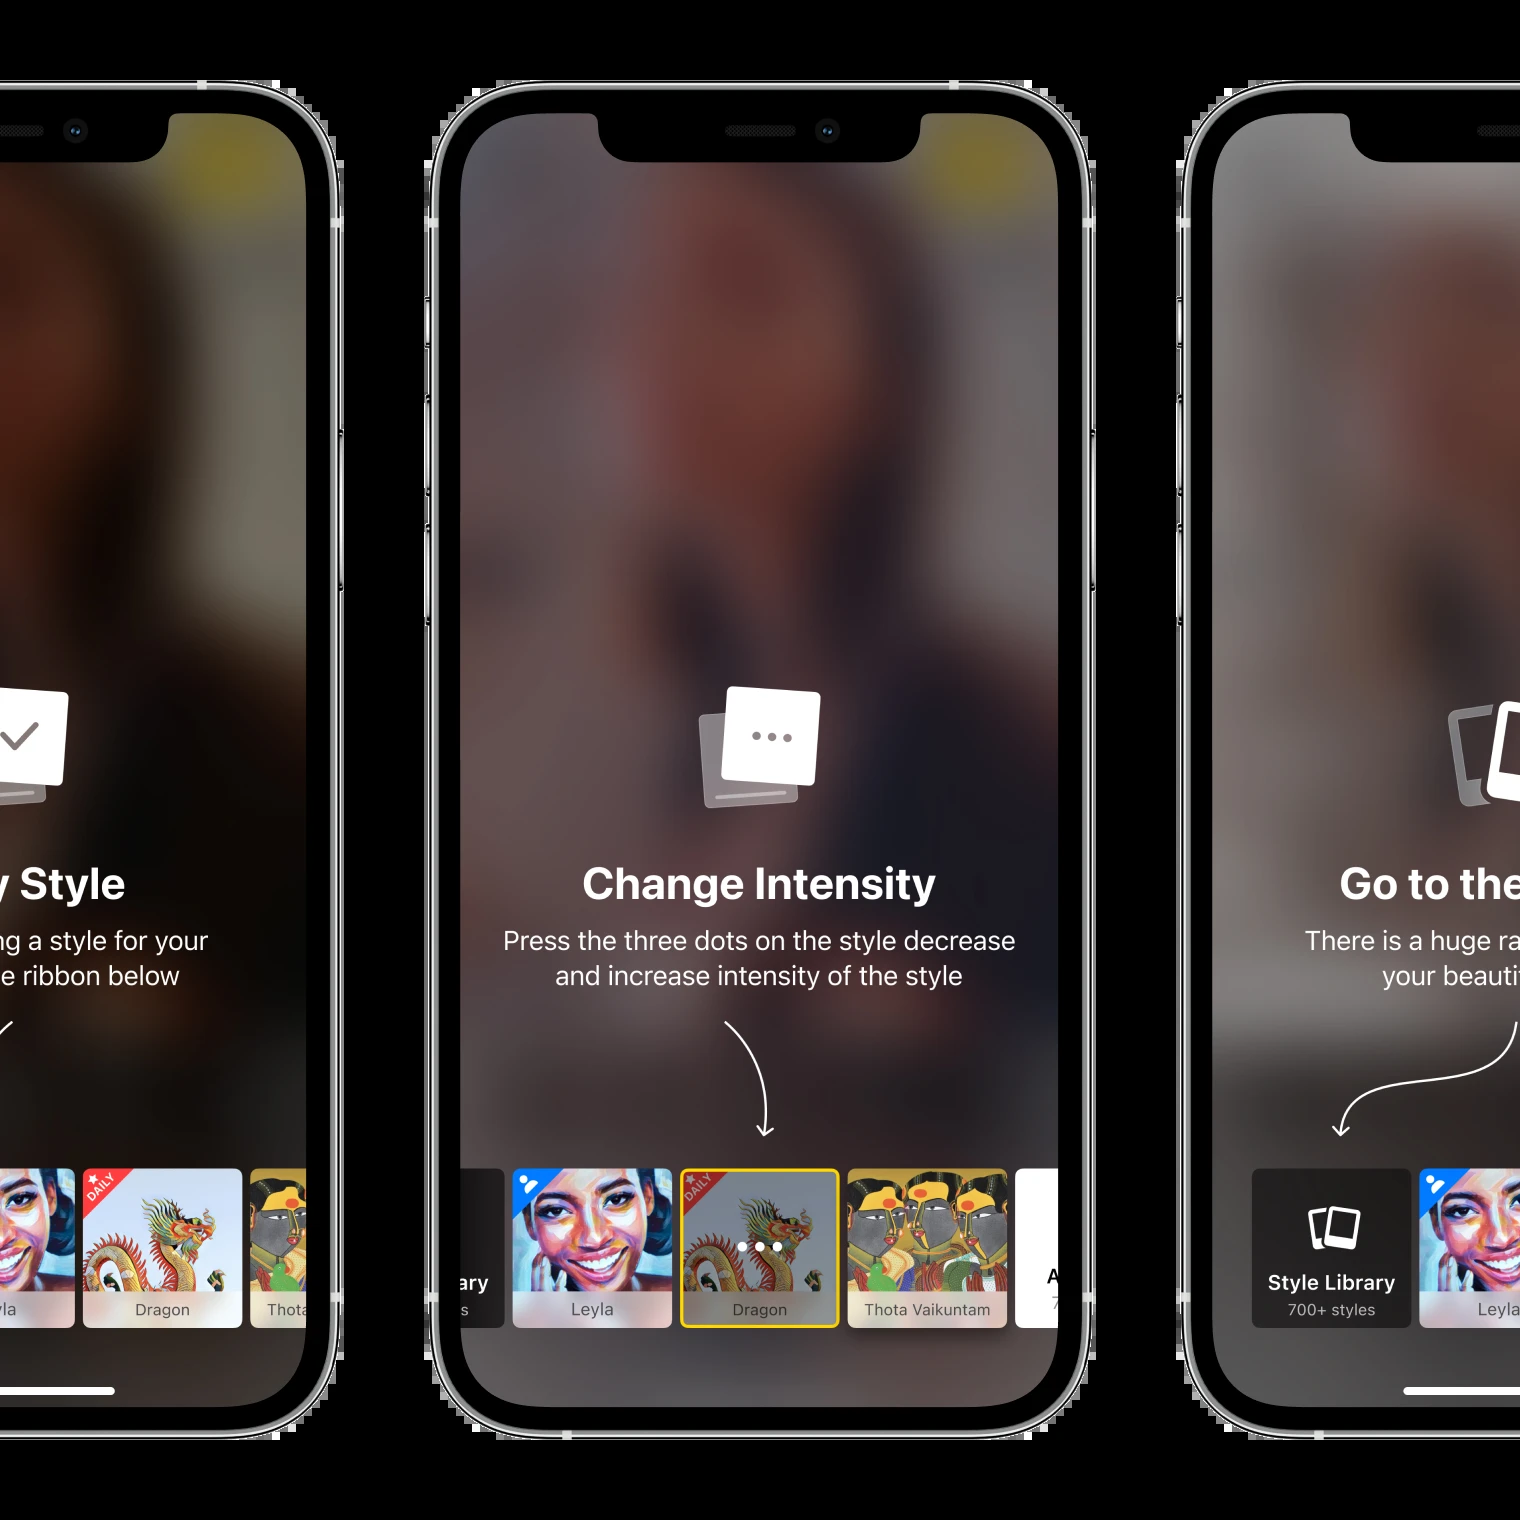 Style
ng a style for your
e ribbon below
DAILY
Dragon
Change Intensity
Press the three dots on the style decrease
and increase intensity of the style
ary
s
Leyla
DAILY
Dragon
Thota Vaikuntam
A
Go to the
There is a huge ra
your beauti
Style Library
700+ styles
Leyla